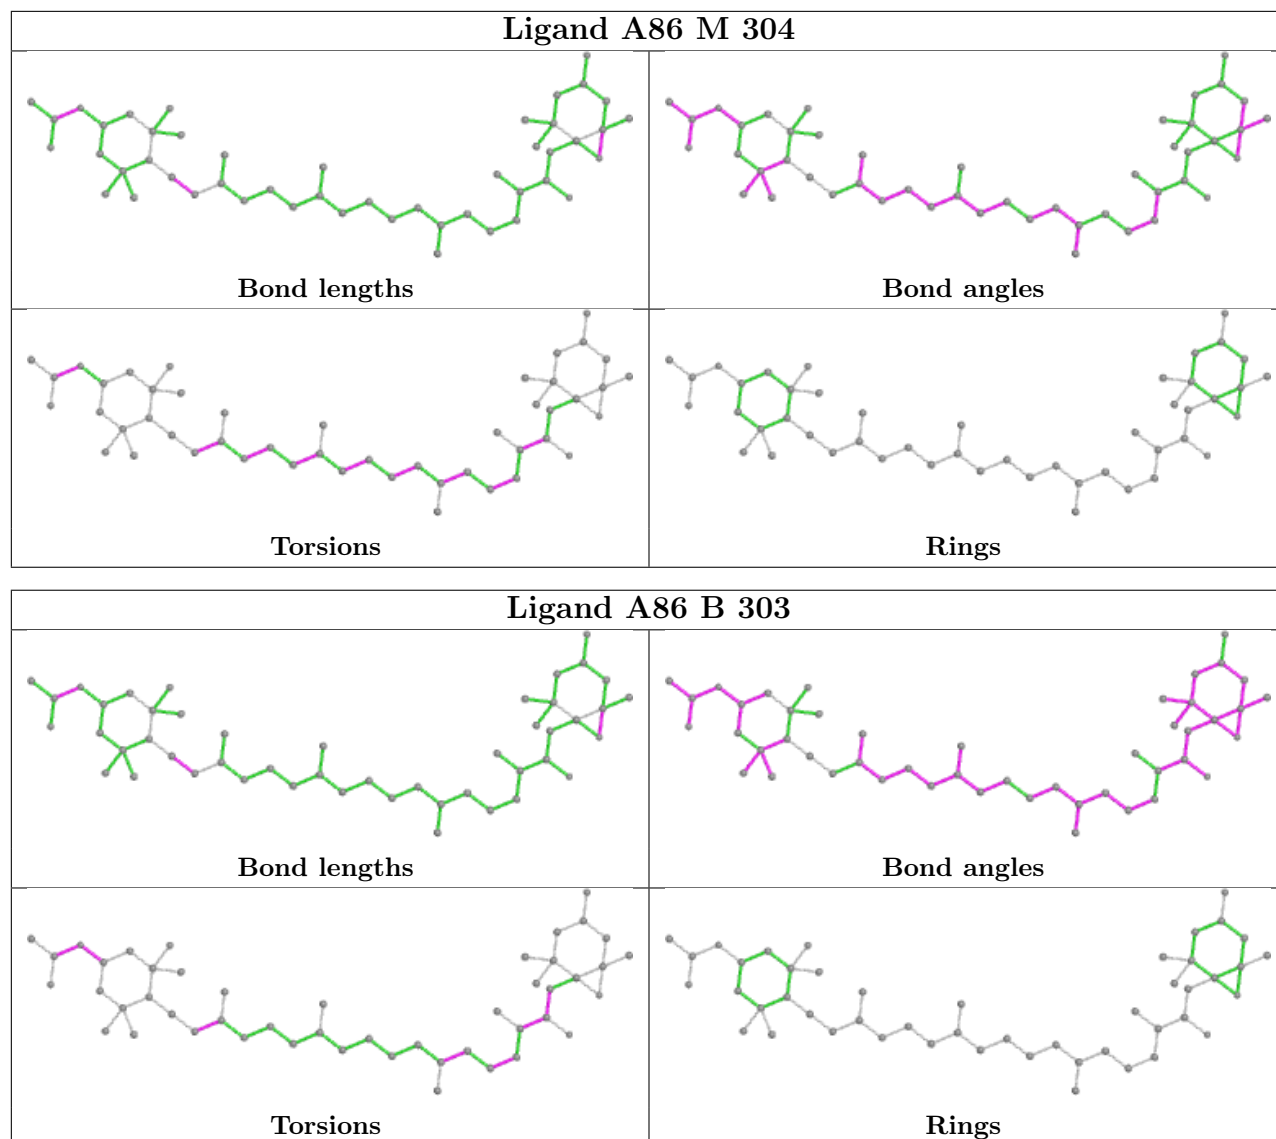 Ligand A86 M 304
Bond lengths
Bond angles
Torsions
Rings
Ligand A86 B 303
Bond lengths
Bond angles
Torsions
Rings